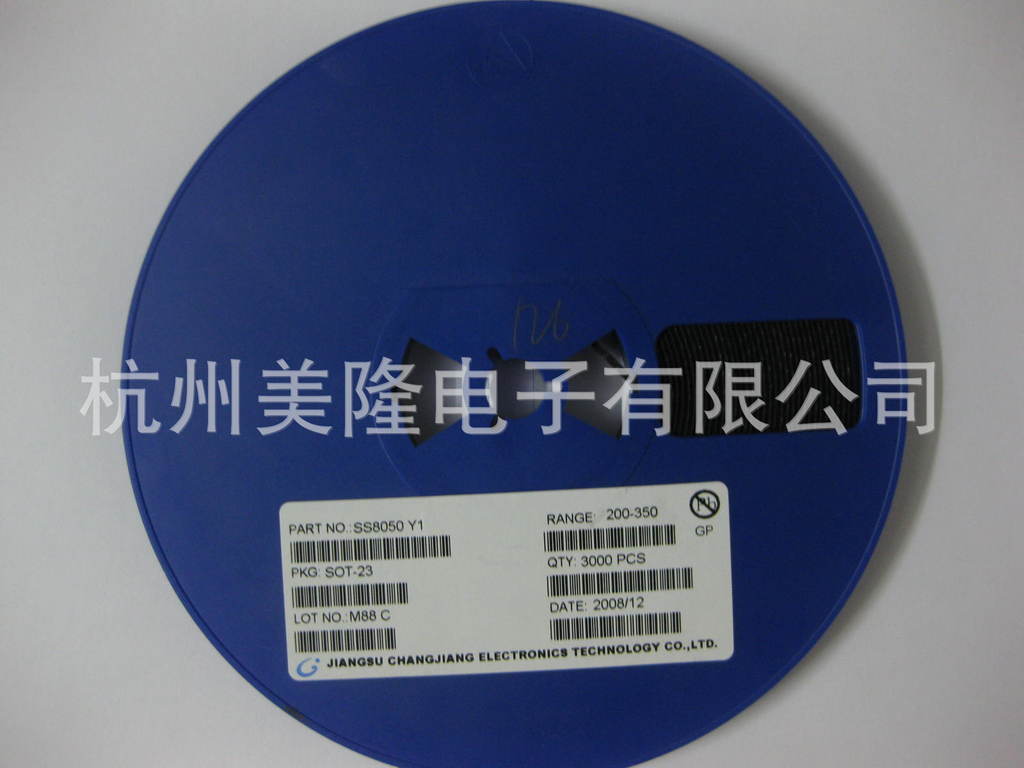 杭州美隆电子有限公司
PART NO.:SS8050 Y1
RANGE: 200-350
Pb
GP
PKG: SOT-23
QTY: 3000 PCS
LOT NO.:M88 C
DATE: 2008/12
JIANGSU CHANGJIANG ELECTRONICS TECHNOLOGY CO.,LTD.